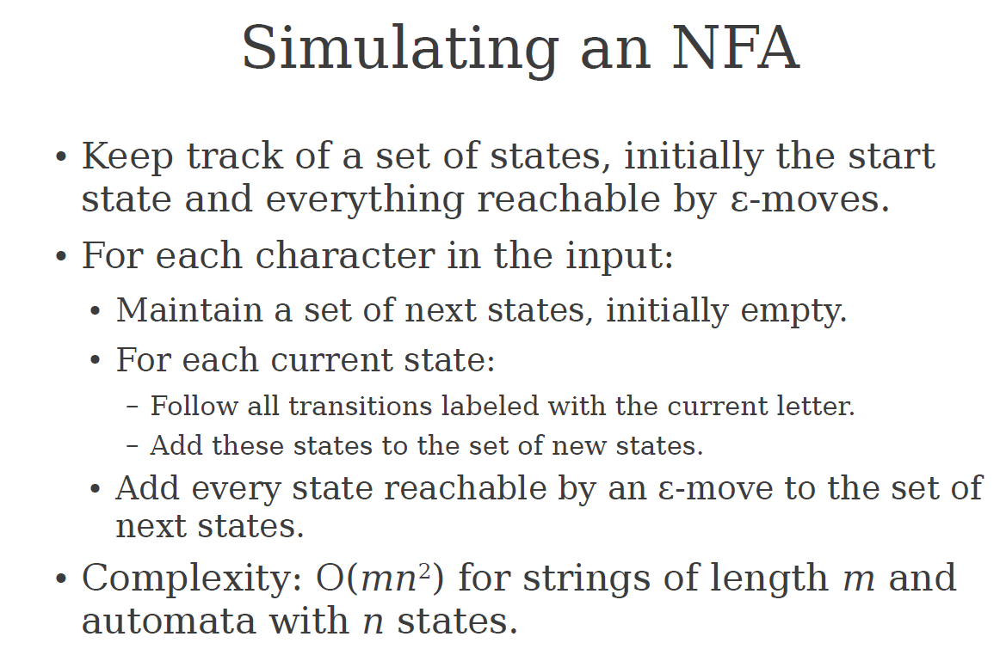 Simulating an NFA
• Keep track of a set of states, initially the start
state and everything reachable by ε-moves.
• For each character in the input:
• Maintain a set of next states, initially empty.
• For each current state:
– Follow all transitions labeled with the current letter.
– Add these states to the set of new states.
• Add every state reachable by an ε-move to the set of
next states.
• Complexity: O(mn²) for strings of length m and
automata with n states.